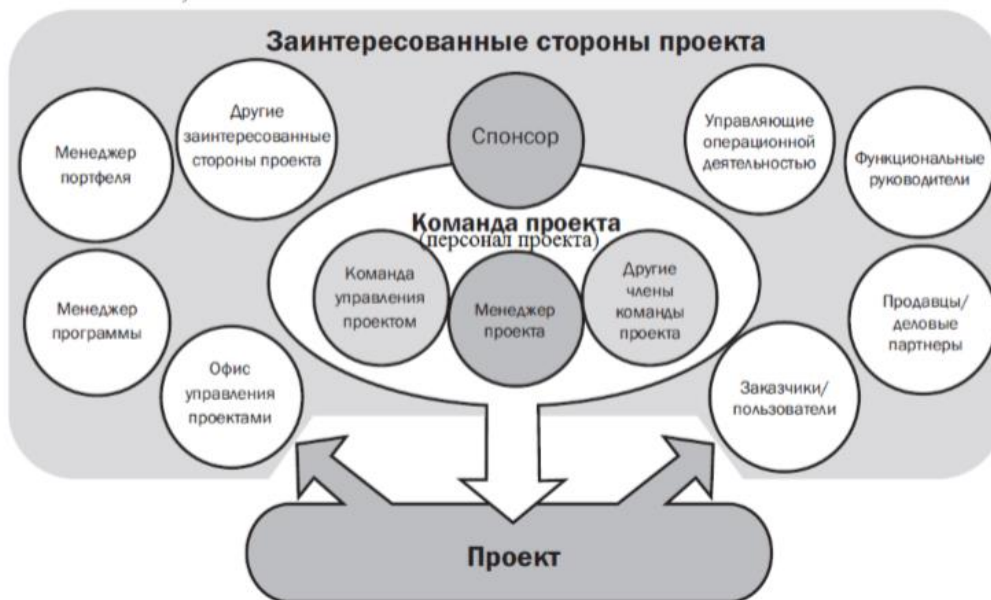 Заинтересованные стороны проекта
Менеджер
портфеля
Другие
заинтересованные
стороны проекта
Спонсор
Управляющие
операционной
деятельностью
Функциональные
руководители
Команда проекта
(персонал проекта)
Команда
управления
проектом
Менеджер
проекта
Другие
члены
команды
проекта
Менеджер
программы
Продавцы/
деловые
партнеры
Офис
управления
проектами
Заказчики/
пользователи
Проект